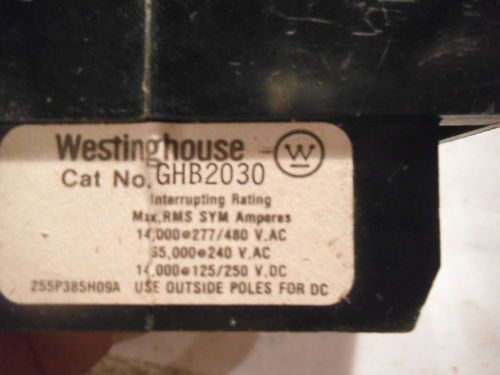 Westinghouse W
Cat No. GHB2030
Interrupting Rating
Max. RMS SYM Amperes
14,000@277/480 V.AC
65,000@240 V.AC
14,000@125/250 V.DC
255P385H09A USE OUTSIDE POLES FOR DC